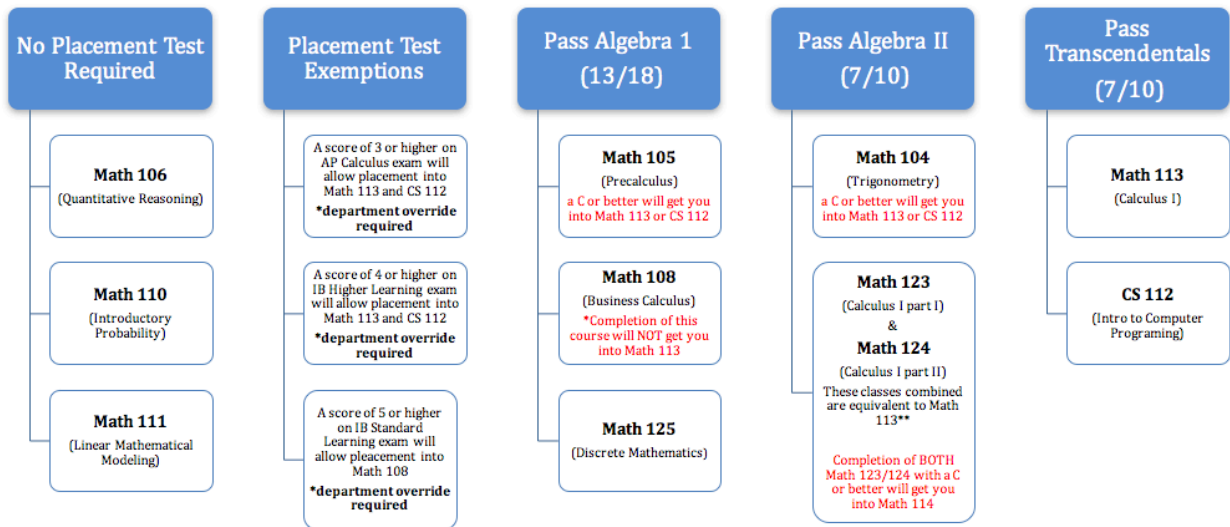 No Placement Test
Required
Math 106
(Quantitative Reasoning)
Math 110
(Introductory
Probability)
Math 111
(Linear Mathematical
Modeling)
Placement Test
Exemptions
A score of 3 or higher on
AP Calculus exam will
allow placement into
Math 113 and CS 112
*department override
required
A score of 4 or higher on
IB Higher Learning exam
will allow placement into
Math 113 and CS 112
*department override
required
A score of 5 or higher
on IB Standard
Learning exam will
allow pleacement into
Math 108
*department override
required
Pass Algebra 1
(13/18)
Math 105
(Precalculus)
a C or better will get you
into Math 113 or CS 112
Math 108
(Business Calculus)
*Completion of this
course will NOT get you
into Math 113
Math 125
(Discrete Mathematics)
Pass Algebra II
(7/10)
Math 104
(Trigonometry)
a C or better will get you
into Math 113 or CS 112
Math 123
(Calculus I part I)
&
Math 124
(Calculus I part II)
These classes combined
are equivalent to Math
113**
Completion of BOTH
Math 123/124 with a C
or better will get you
into Math 114
Pass
Transcendentals
(7/10)
Math 113
(Calculus I)
CS 112
(Intro to Computer
Programing)